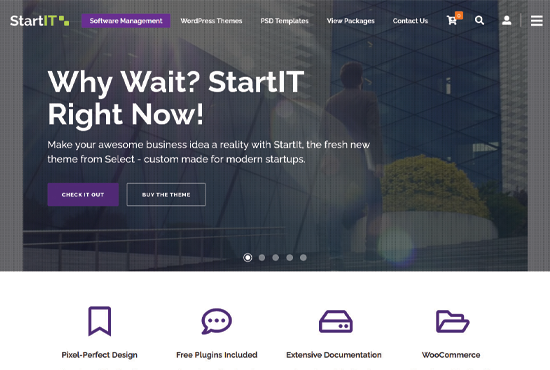 StartIT
Software Management WordPress Themes PSD Templates View Packages Contact Us
Why Wait? StartIT
Right Now!
Make your awesome business idea a reality with StartIt, the fresh new
theme from Select - custom made for modern startups.
CHECK IT OUT BUY THE THEME
Pixel-Perfect Design Free Plugins Included Extensive Documentation WooCommerce